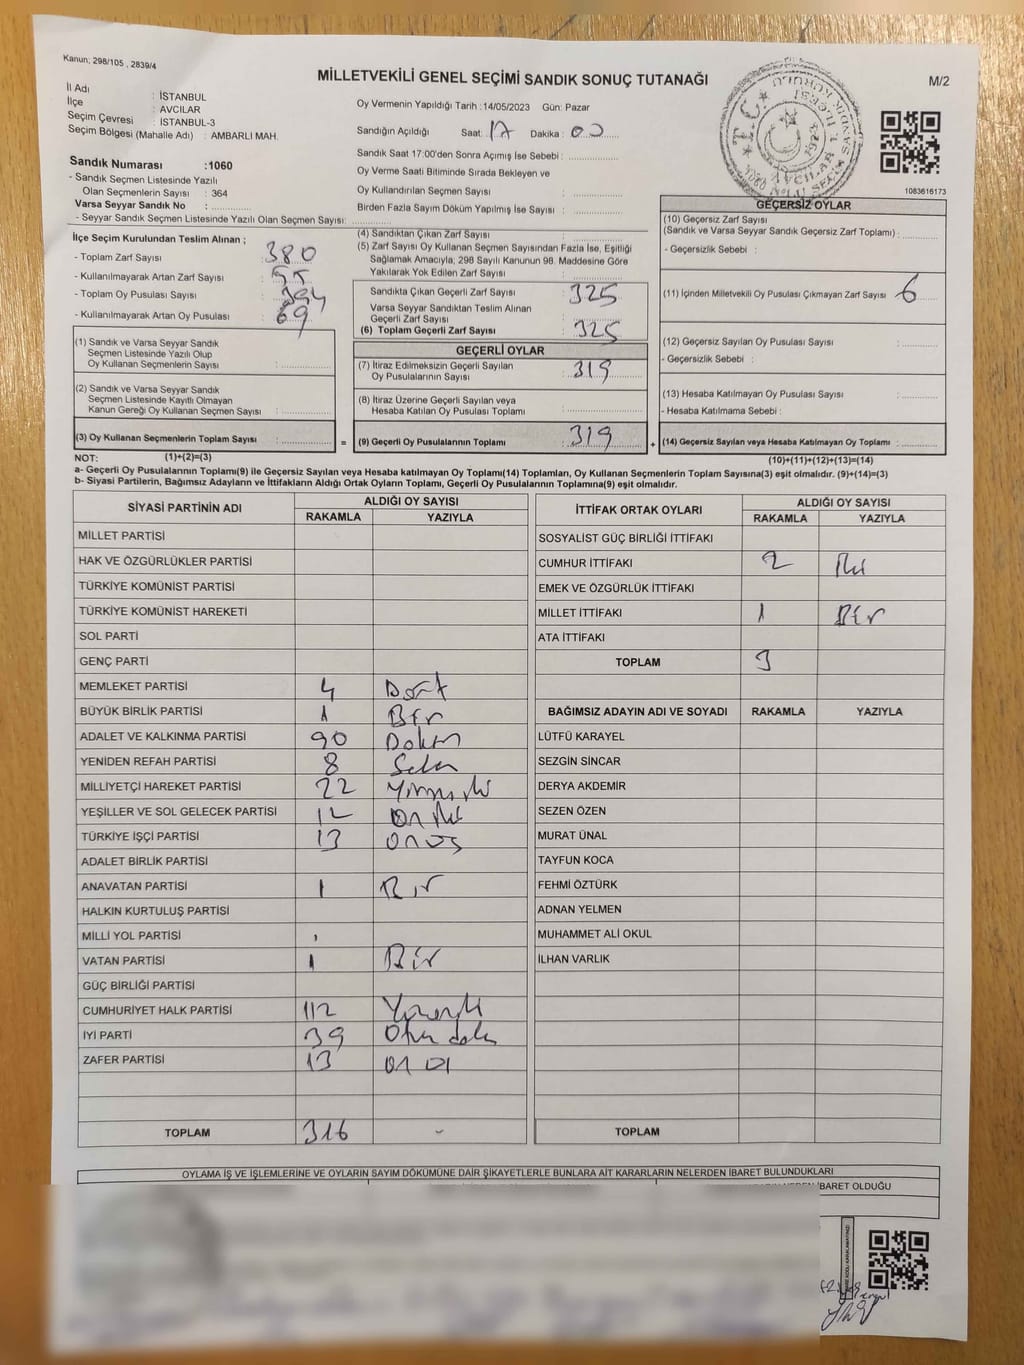 Kanun: 298/105 , 2839/4
MİLLETVEKİLİ GENEL SEÇİMİ SANDIK SONUÇ TUTANAĞI
M/2
İl Adı : İSTANBUL
İlçe : AVCILAR
Seçim Çevresi : İSTANBUL-3
Seçim Bölgesi (Mahalle Adı) : AMBARLI MAH.
Oy Vermenin Yapıldığı Tarih :14/05/2023 Gün: Pazar
Sandığın Açıldığı Saat: 17 Dakika: 00
Sandık Saat 17:00'den Sonra Açımış İse Sebebi :
Oy Verme Saati Bitiminde Sırada Bekleyen ve
Oy Kullandırılan Seçmen Sayısı :
Birden Fazla Sayım Döküm Yapılmış İse Sayısı :
1083616173
Sandık Numarası :1060
- Sandık Seçmen Listesinde Yazılı
Olan Seçmenlerin Sayısı : 364
Varsa Seyyar Sandık No :
- Seyyar Sandık Seçmen Listesinde Yazılı Olan Seçmen Sayısı:
İlçe Seçim Kurulundan Teslim Alınan ;
- Toplam Zarf Sayısı : 380
- Kullanılmayarak Artan Zarf Sayısı : 55
- Toplam Oy Pusulası Sayısı : 394
- Kullanılmayarak Artan Oy Pusulası : 69
(1) Sandık ve Varsa Seyyar Sandık
Seçmen Listesinde Yazılı Olup
Oy Kullanan Seçmenlerin Sayısı :
(2) Sandık ve Varsa Seyyar Sandık
Seçmen Listesinde Kayıtlı Olmayan
Kanun Gereği Oy Kullanan Seçmen Sayısı :
(3) Oy Kullanan Seçmenlerin Toplam Sayısı : =
(4) Sandıktan Çıkan Zarf Sayısı :
(5) Zarf Sayısı Oy Kullanan Seçmen Sayısından Fazla İse, Eşitliği
Sağlamak Amacıyla; 298 Sayılı Kanunun 98. Maddesine Göre
Yakılarak Yok Edilen Zarf Sayısı :
Sandıkta Çıkan Geçerli Zarf Sayısı : 325
Varsa Seyyar Sandıktan Teslim Alınan
Geçerli Zarf Sayısı :
(6) Toplam Geçerli Zarf Sayısı : 325
GEÇERLİ OYLAR
(7) İtiraz Edilmeksizin Geçerli Sayılan
Oy Pusulalarının Sayısı : 319
(8) İtiraz Üzerine Geçerli Sayılan veya
Hesaba Katılan Oy Pusulası Toplamı :
(9) Geçerli Oy Pusulalarının Toplamı : 319 +
GEÇERSİZ OYLAR
(10) Geçersiz Zarf Sayısı
(Sandık ve Varsa Seyyar Sandık Geçersiz Zarf Toplamı) :
- Geçersizlik Sebebi :
(11) İçinden Milletvekili Oy Pusulası Çıkmayan Zarf Sayısı : 6
(12) Geçersiz Sayılan Oy Pusulası Sayısı :
- Geçersizlik Sebebi :
(13) Hesaba Katılmayan Oy Pusulası Sayısı :
- Hesaba Katılmama Sebebi :
(14) Geçersiz Sayılan veya Hesaba Katılmayan Oy Toplamı :
NOT: (1)+(2)=(3)
(10)+(11)+(12)+(13)=(14)
a- Geçerli Oy Pusulalarının Toplamı(9) ile Geçersiz Sayılan veya Hesaba katılmayan Oy Toplamı(14) Toplamları, Oy Kullanan Seçmenlerin Toplam Sayısına(3) eşit olmalıdır. (9)+(14)=(3)
b- Siyasi Partilerin, Bağımsız Adayların ve İttifakların Aldığı Ortak Oyların Toplamı, Geçerli Oy Pusulalarının Toplamına(9) eşit olmalıdır.
SİYASİ PARTİNİN ADI ALDIĞI OY SAYISI
RAKAMLA YAZIYLA
MİLLET PARTİSİ
HAK VE ÖZGÜRLÜKLER PARTİSİ
TÜRKİYE KOMÜNİST PARTİSİ
TÜRKİYE KOMÜNİST HAREKETİ
SOL PARTİ
GENÇ PARTİ
MEMLEKET PARTİSİ 4 Dört
BÜYÜK BİRLİK PARTİSİ 1 Bir
ADALET VE KALKINMA PARTİSİ 90 Doksan
YENİDEN REFAH PARTİSİ 8 Sekiz
MİLLİYETÇİ HAREKET PARTİSİ 22 Yirmi iki
YEŞİLLER VE SOL GELECEK PARTİSİ 12 On iki
TÜRKİYE İŞÇİ PARTİSİ 13 On üç
ADALET BİRLİK PARTİSİ
ANAVATAN PARTİSİ 1 Bir
HALKIN KURTULUŞ PARTİSİ
MİLLİ YOL PARTİSİ
VATAN PARTİSİ 1 Bir
GÜÇ BİRLİĞİ PARTİSİ
CUMHURİYET HALK PARTİSİ 112
İYİ PARTİ 39
ZAFER PARTİSİ 13
TOPLAM 316 -
İTTİFAK ORTAK OYLARI ALDIĞI OY SAYISI
RAKAMLA YAZIYLA
SOSYALİST GÜÇ BİRLİĞİ İTTİFAKI
CUMHUR İTTİFAKI 2 İki
EMEK VE ÖZGÜRLÜK İTTİFAKI
MİLLET İTTİFAKI 1 Bir
ATA İTTİFAKI
TOPLAM 3
BAĞIMSIZ ADAYIN ADI VE SOYADI RAKAMLA YAZIYLA
LÜTFÜ KARAYEL
SEZGİN SİNCAR
DERYA AKDEMİR
SEZEN ÖZEN
MURAT ÜNAL
TAYFUN KOCA
FEHMİ ÖZTÜRK
ADNAN YELMEN
MUHAMMET ALİ OKUL
İLHAN VARLIK
TOPLAM
OYLAMA İŞ VE İŞLEMLERİNE VE OYLARIN SAYIM DÖKÜMÜNE DAİR ŞİKAYETLERLE BUNLARA AİT KARARLARIN NELERDEN İBARET BULUNDUKLARI
İBARET OLDUĞU